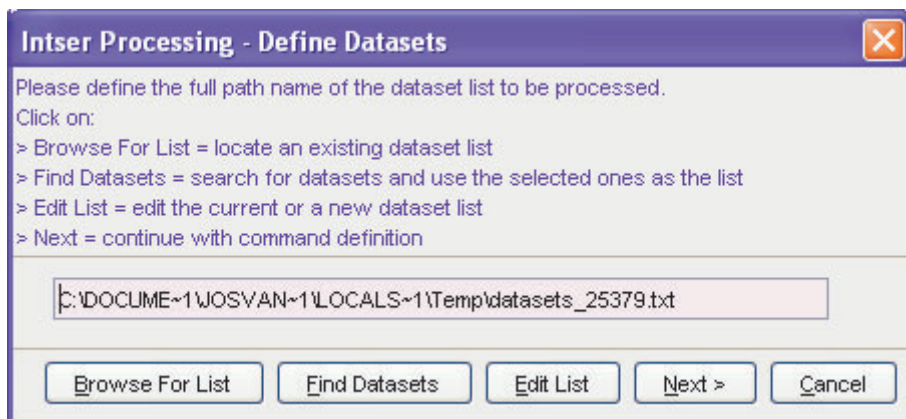 Intser Processing - Define Datasets
Please define the full path name of the dataset list to be processed.
Click on:
> Browse For List = locate an existing dataset list
> Find Datasets = search for datasets and use the selected ones as the list
> Edit List = edit the current or a new dataset list
> Next = continue with command definition
C:\DOCUME~1\JOSVAN~1\LOCALS~1\Temp\datasets_25379.txt
Browse For List Find Datasets Edit List Next > Cancel